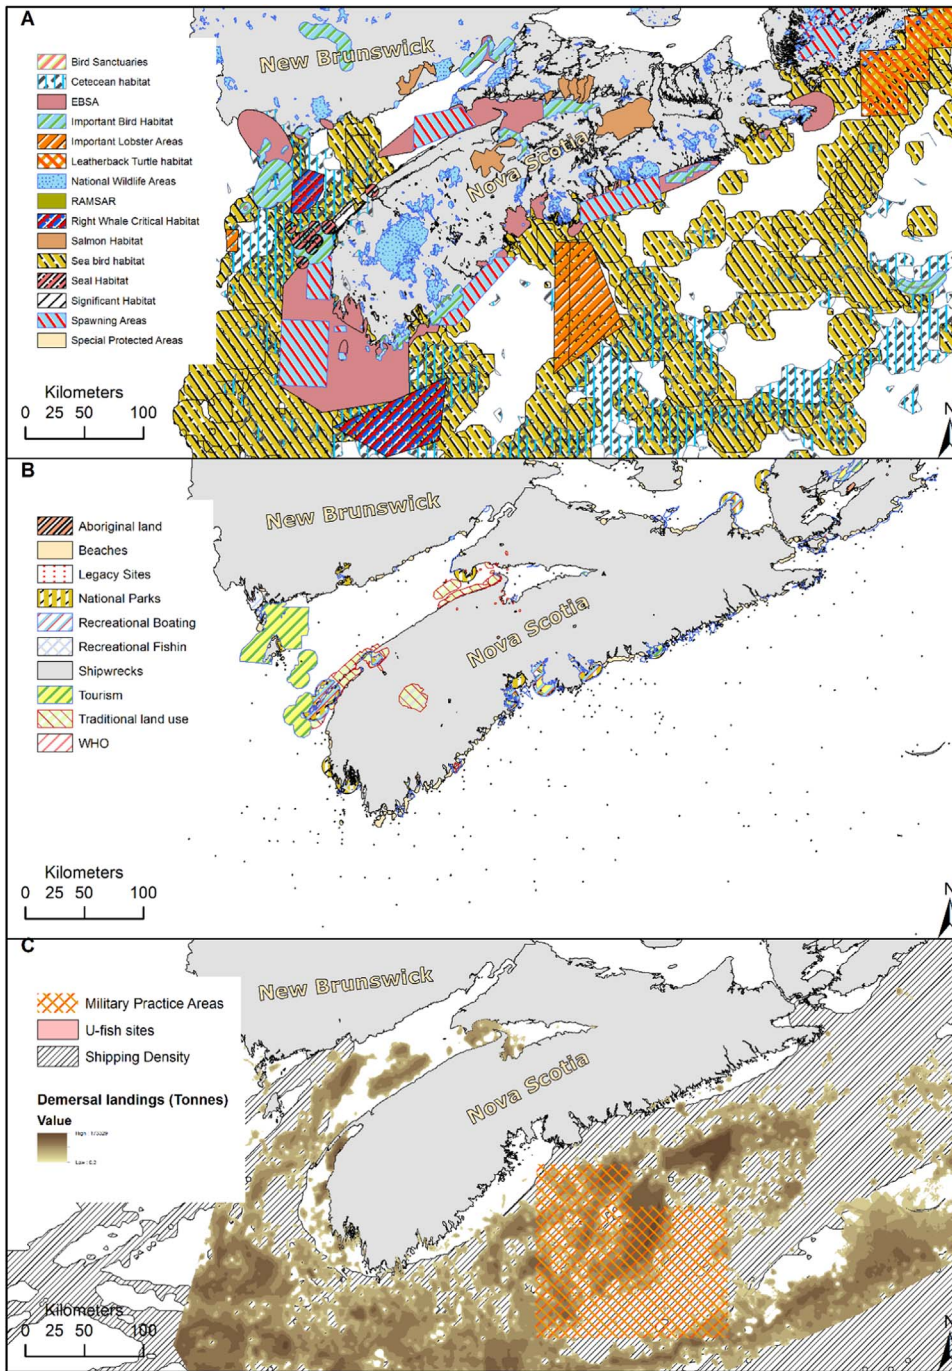 A
New Brunswick
Nova Scotia
Bird Sanctuaries
Cetecean habitat
EBSA
Important Bird Habitat
Important Lobster Areas
Leatherback Turtle habitat
National Wildlife Areas
RAMSAR
Right Whale Critical Habitat
Salmon Habitat
Sea bird habitat
Seal Habitat
Significant Habitat
Spawning Areas
Special Protected Areas
Kilometers
0 25 50 100
N
B
New Brunswick
Nova Scotia
Aboriginal land
Beaches
Legacy Sites
National Parks
Recreational Boating
Recreational Fishin
Shipwrecks
Tourism
Traditional land use
WHO
Kilometers
0 25 50 100
N
C
New Brunswick
Nova Scotia
Military Practice Areas
U-fish sites
Shipping Density
Demersal landings (Tonnes)
Value
High :
Low :
Kilometers
0 25 50 100
N